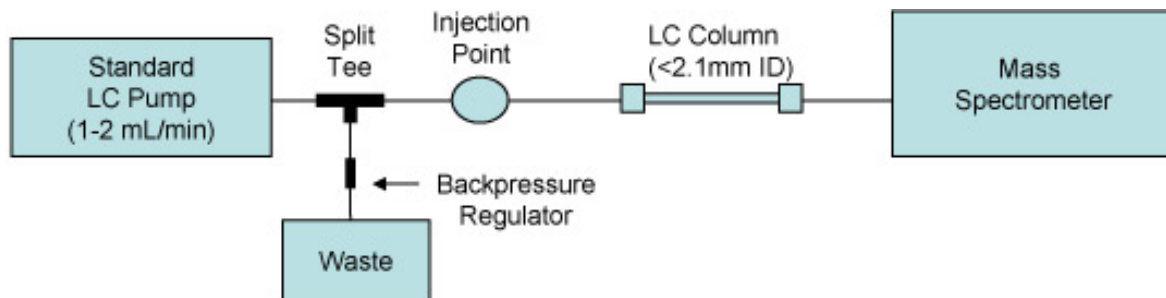 Standard
LC Pump
(1-2 mL/min)
Split
Tee
Injection
Point
LC Column
(<2.1mm ID)
Mass
Spectrometer
Backpressure
Regulator
Waste